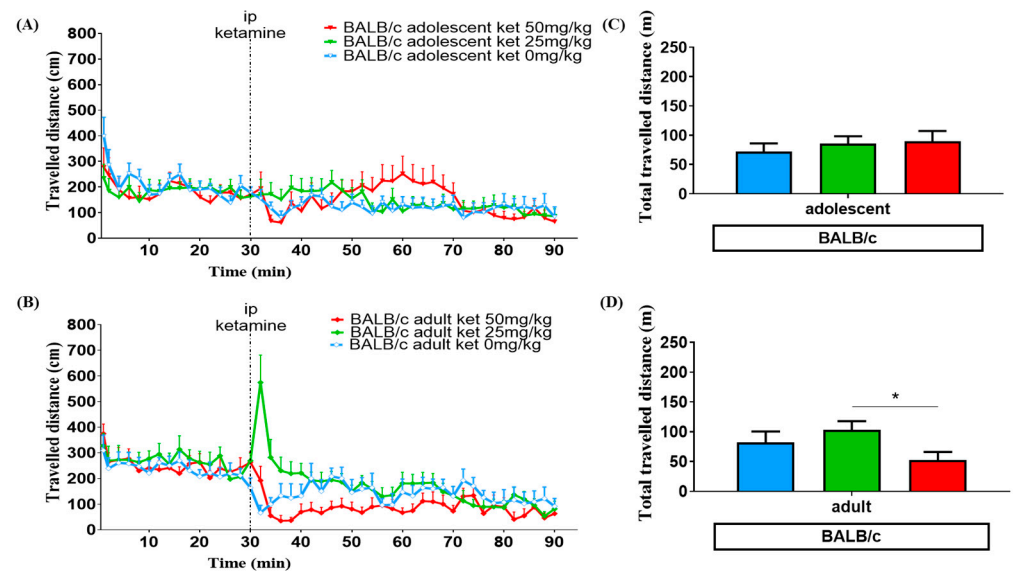 (A)
ip
ketamine
BALB/c adolescent ket 50mg/kg
BALB/c adolescent ket 25mg/kg
BALB/c adolescent ket 0mg/kg
Travelled distance (cm)
800
700
600
500
400
300
200
100
0
10 20 30 40 50 60 70 80 90
Time (min)
(C)
Total travelled distance (m)
250
200
150
100
50
0
adolescent
BALB/c
(B)
ip
ketamine
BALB/c adult ket 50mg/kg
BALB/c adult ket 25mg/kg
BALB/c adult ket 0mg/kg
Travelled distance (cm)
800
700
600
500
400
300
200
100
0
10 20 30 40 50 60 70 80 90
Time (min)
(D)
Total travelled distance (m)
250
200
150
100
50
0
*
adult
BALB/c